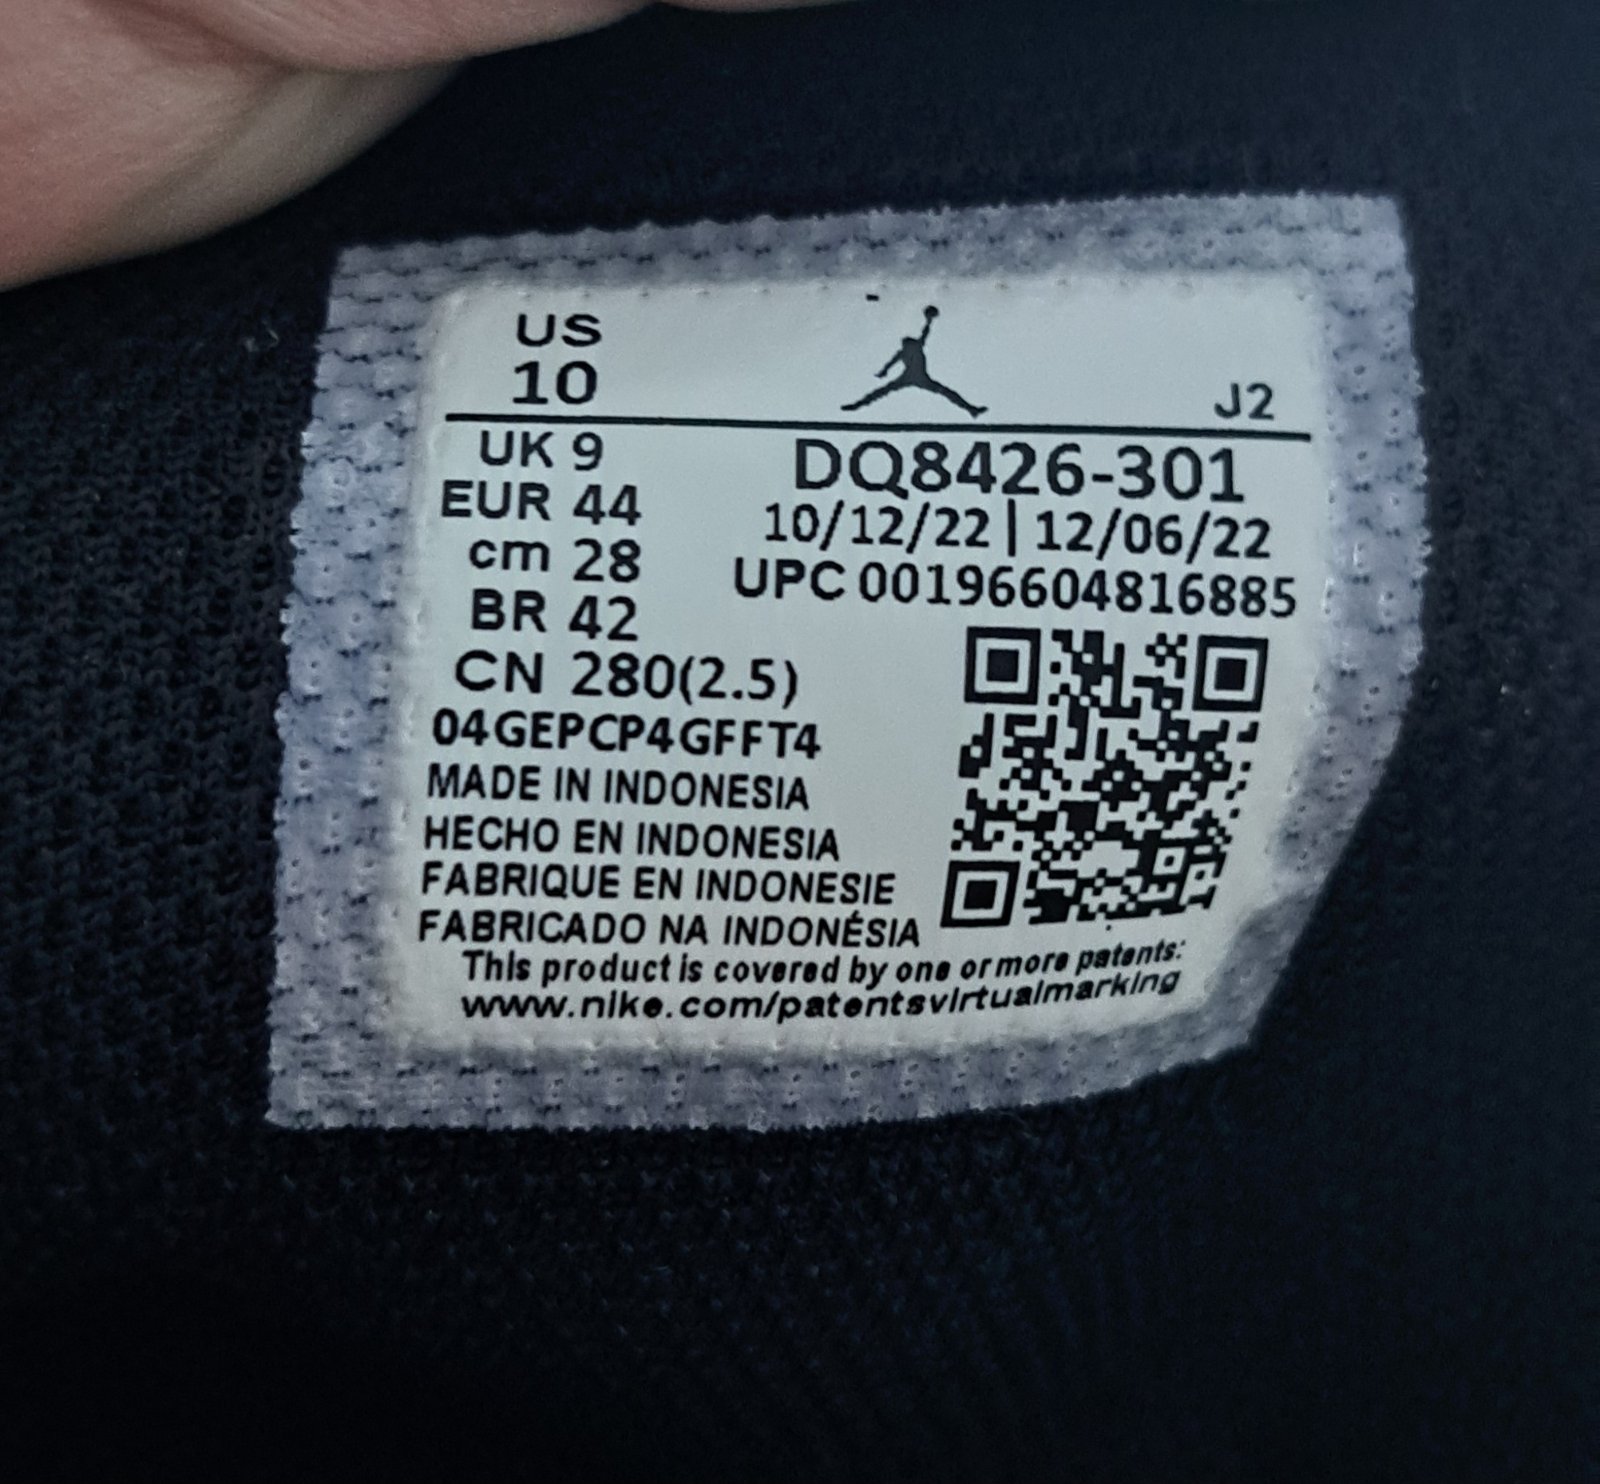 US
10
J2
UK 9
EUR 44
cm 28
BR 42
CN 280(2.5)
DQ8426-301
10/12/22 | 12/06/22
UPC 00196604816885
04GEPCP4GFFT4
MADE IN INDONESIA
HECHO EN INDONESIA
FABRIQUE EN INDONESIE
FABRICADO NA INDONÉSIA
This product is covered by one or more patents:
www.nike.com/patentsvirtualmarking